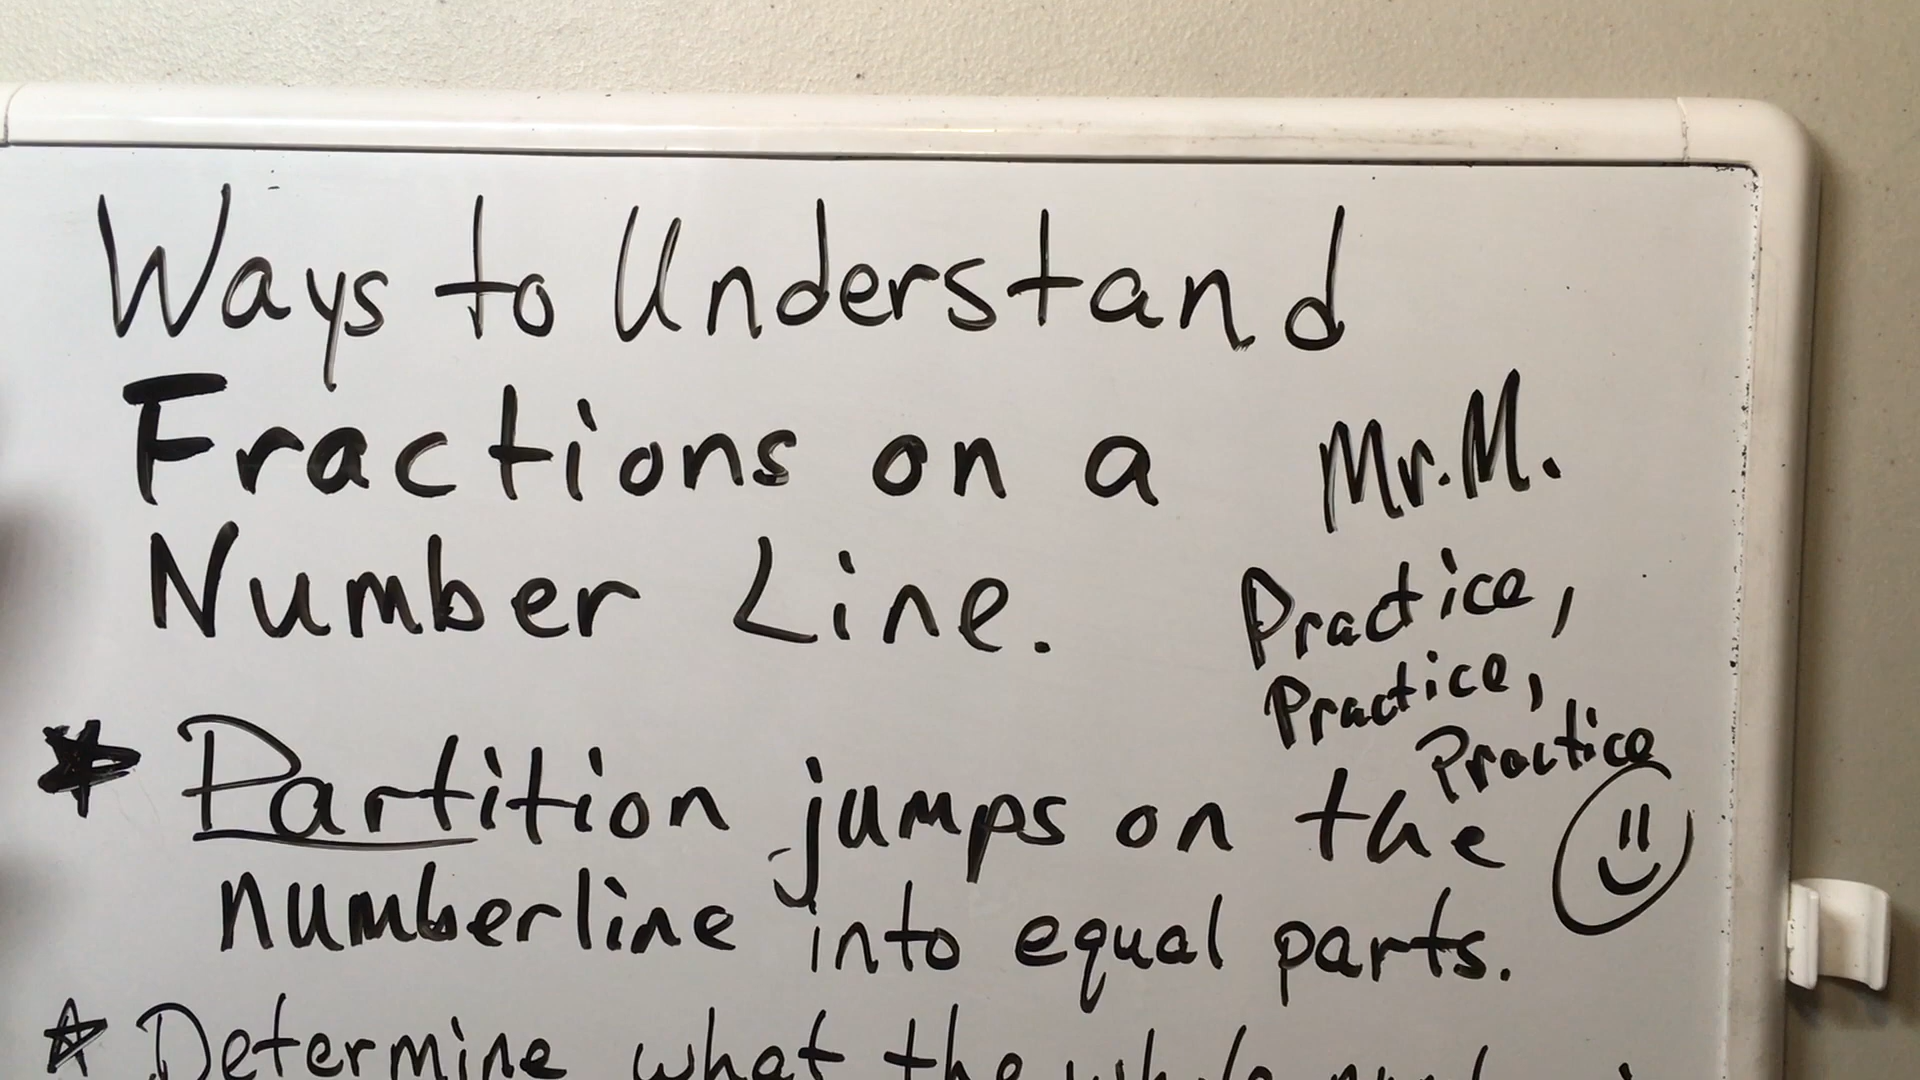 Ways to Understand
Fractions on a
Number Line.
Mr. M.
Practice,
Practice,
Practice
Partition jumps on the
numberline into equal parts.
Determine what the whole